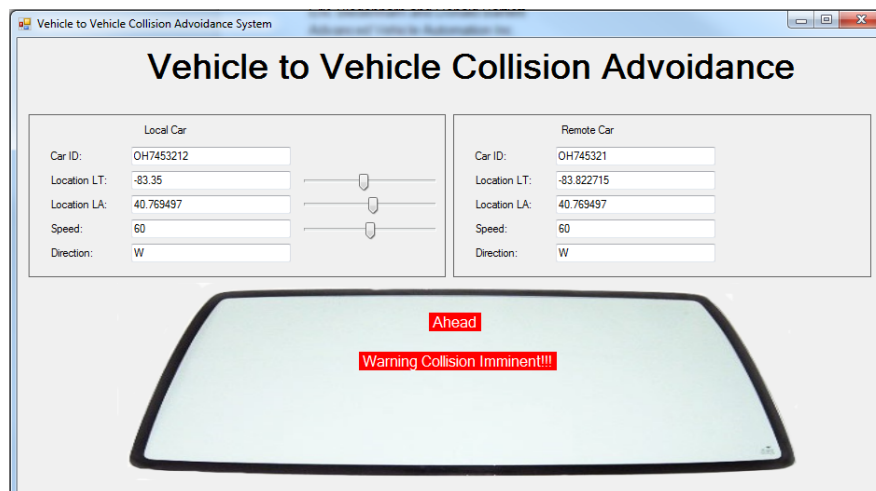 Vehicle to Vehicle Collision Advoidance System
Vehicle to Vehicle Collision Advoidance
Local Car
Car ID: OH7453212
Location LT: -83.35
Location LA: 40.769497
Speed: 60
Direction: W
Remote Car
Car ID: OH745321
Location LT: -83.822715
Location LA: 40.769497
Speed: 60
Direction: W
Ahead
Warning Collision Imminent!!!